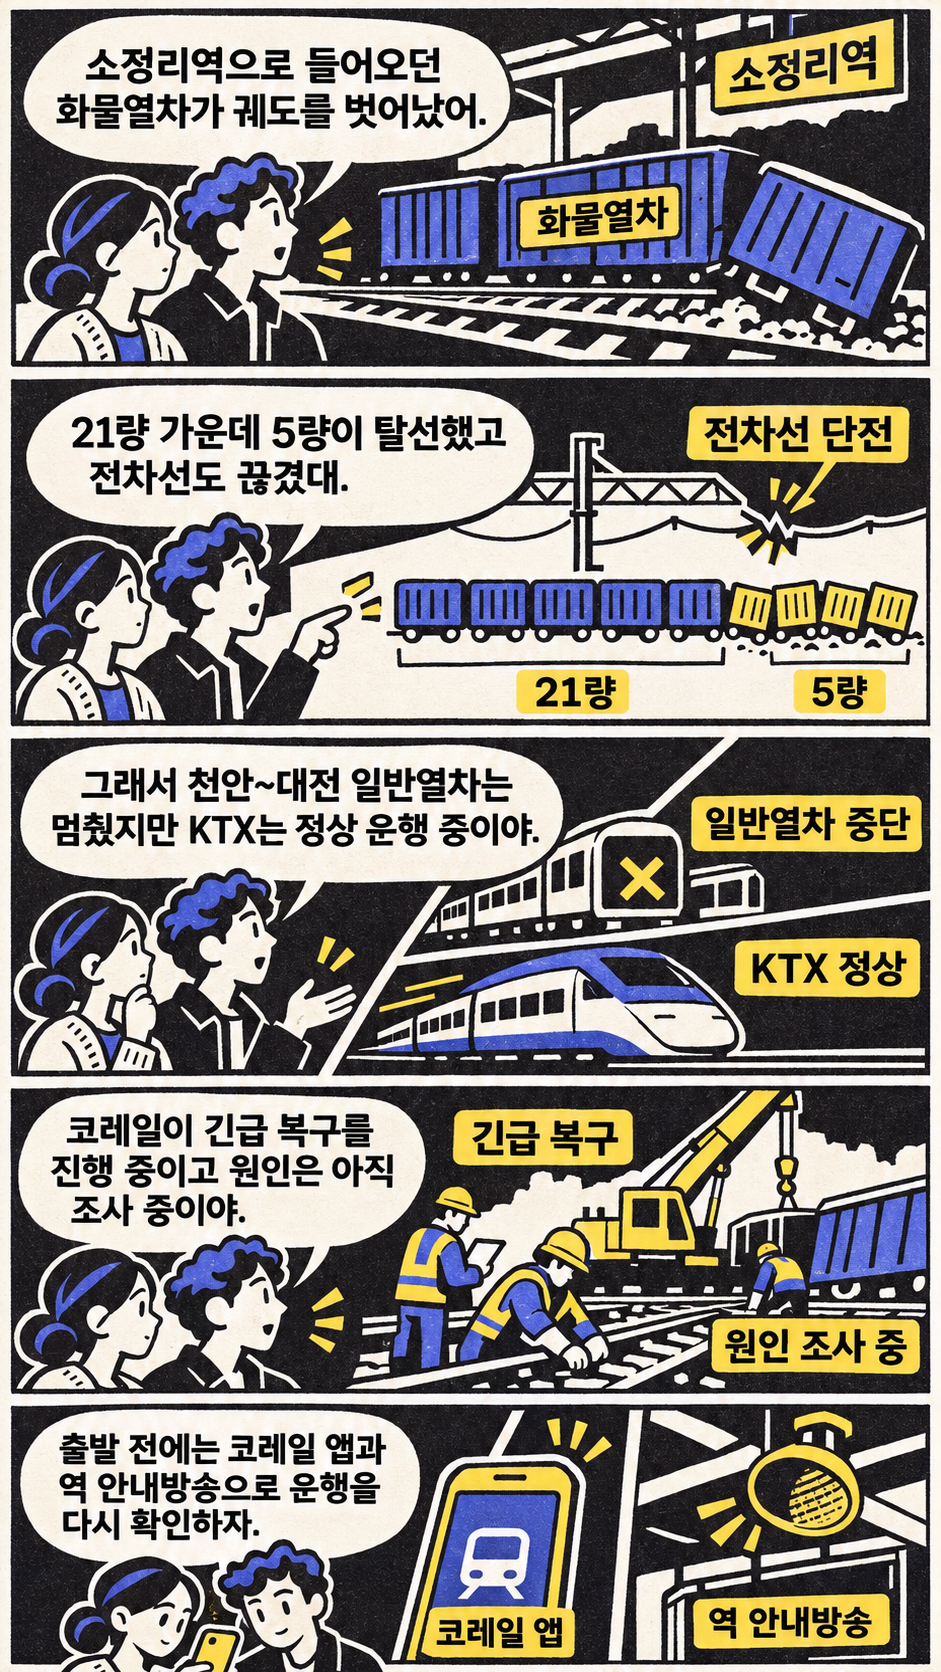 소정리역으로 들어오던
화물열차가 궤도를 벗어났어.
소정리역
화물열차
21량 가운데 5량이 탈선했고
전차선도 끊겼대.
전차선 단전
21량
5량
그래서 천안~대전 일반열차는
멈췄지만 KTX는 정상 운행 중이야.
일반열차 중단
KTX 정상
코레일이 긴급 복구를
진행 중이고 원인은 아직
조사 중이야.
긴급 복구
원인 조사 중
출발 전에는 코레일 앱과
역 안내방송으로 운행을
다시 확인하자.
코레일 앱
역 안내방송